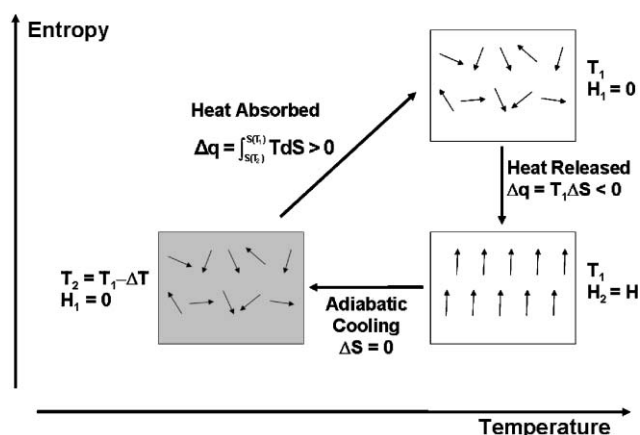 Entropy
T₁
H₁ = 0
Heat Absorbed
Δq = ∫_{S(T₂)}^{S(T₁)} TdS > 0
Heat Released
Δq = T₁ΔS < 0
T₂ = T₁–ΔT
H₁ = 0
T₁
H₂ = H
Adiabatic
Cooling
ΔS = 0
Temperature